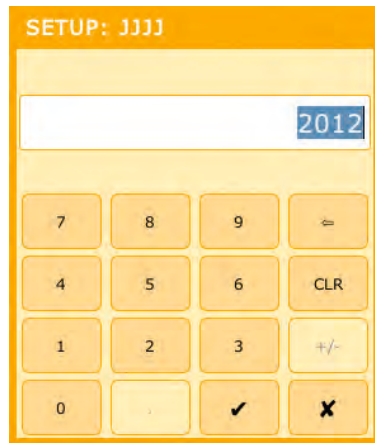 SETUP: JJJJ
2012
7 8 9 ⇦
4 5 6 CLR
1 2 3 +/-
0 . ✔ ✘